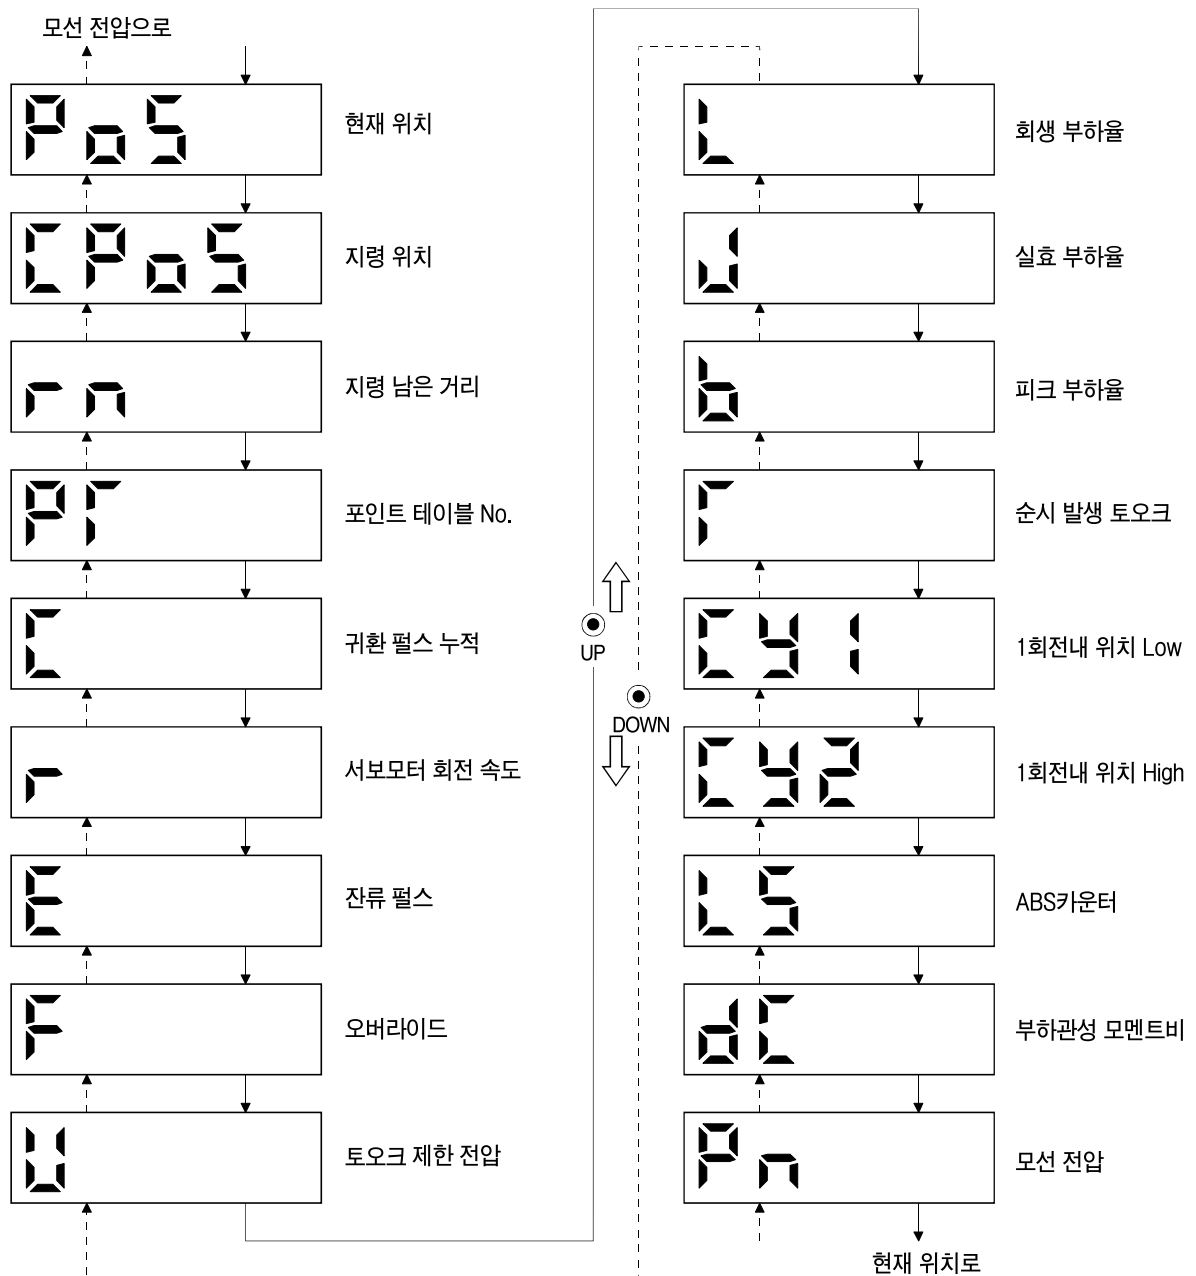 모선 전압으로
PoS
현재 위치
CPoS
지령 위치
rn
지령 남은 거리
PT
포인트 테이블 No.
C
귀환 펄스 누적
r
서보모터 회전 속도
E
잔류 펄스
F
오버라이드
U
토오크 제한 전압
UP
DOWN
L
회생 부하율
J
실효 부하율
b
피크 부하율
T
순시 발생 토오크
Cy1
1회전내 위치 Low
Cy2
1회전내 위치 High
LS
ABS카운터
dC
부하관성 모멘트비
Pn
모선 전압
현재 위치로